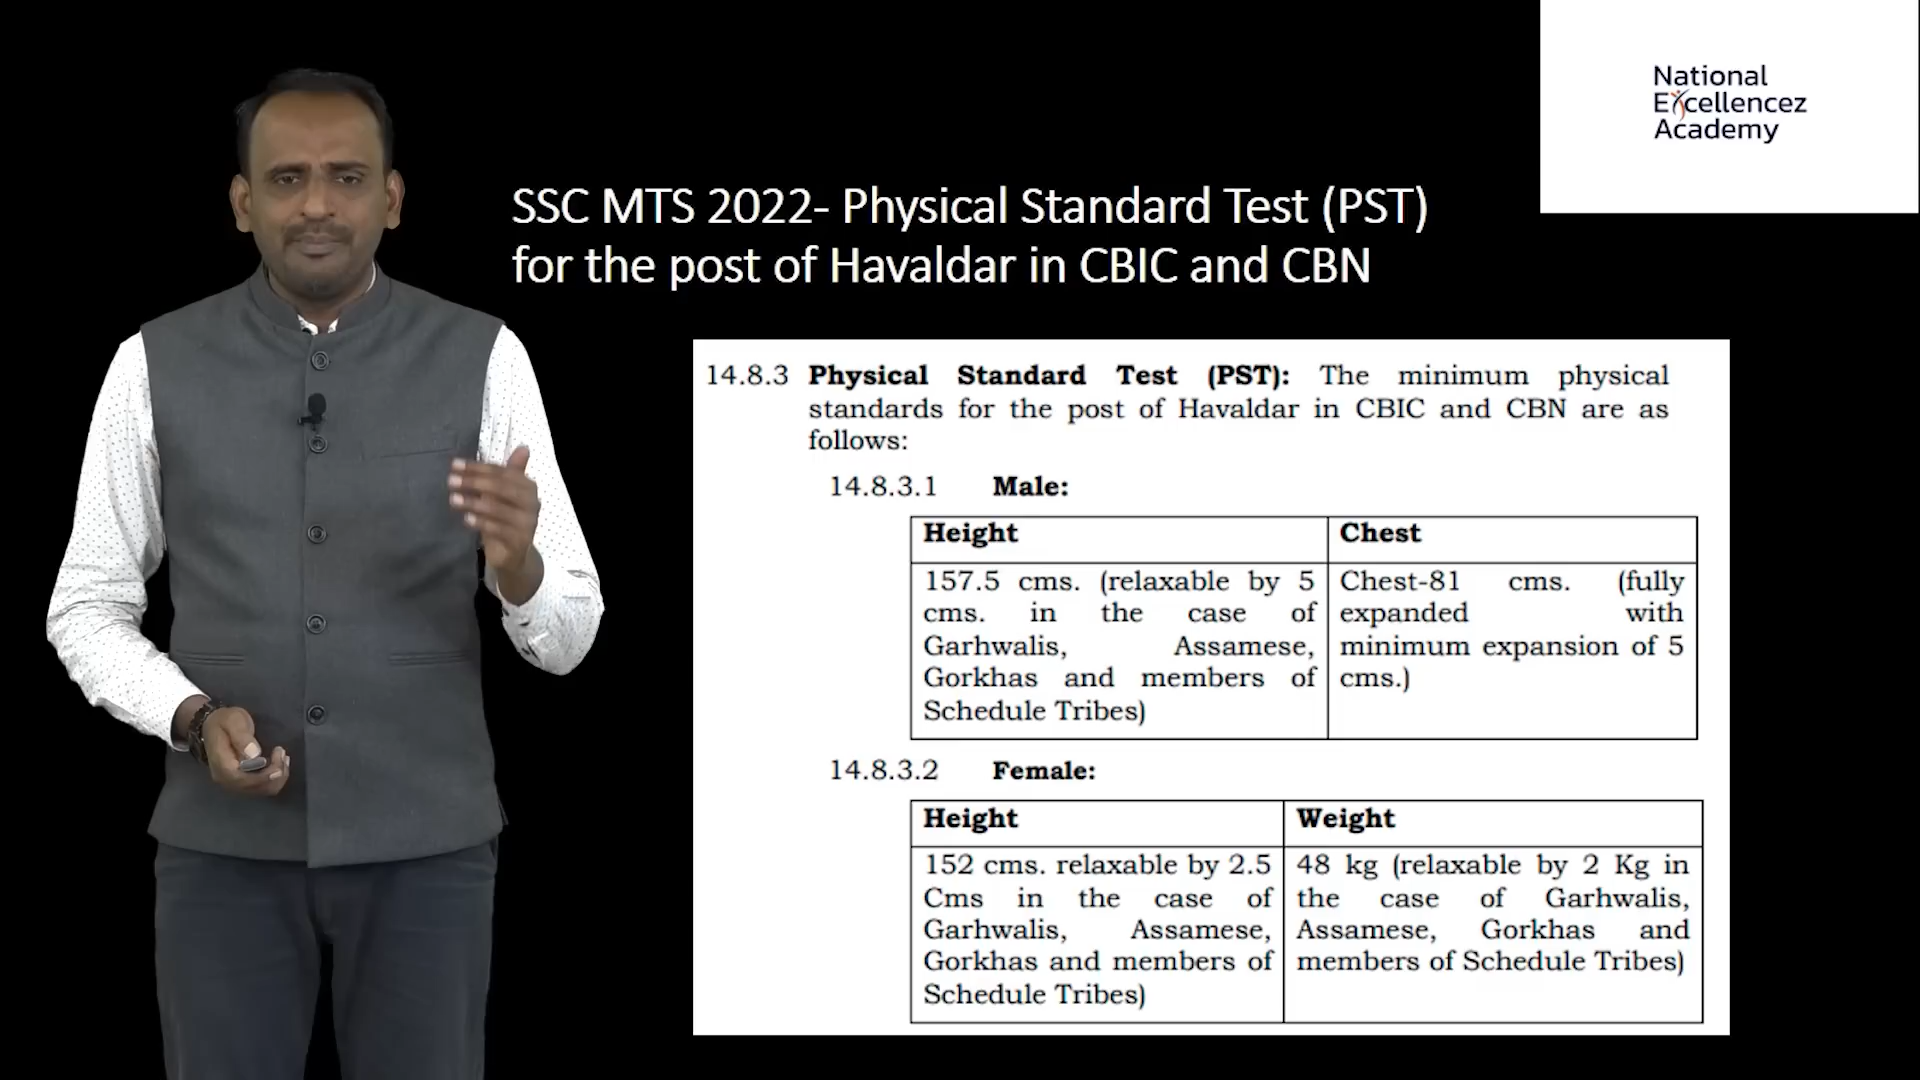 National
Excellencez
Academy
SSC MTS 2022- Physical Standard Test (PST)
for the post of Havaldar in CBIC and CBN
14.8.3 Physical Standard Test (PST): The minimum physical
standards for the post of Havaldar in CBIC and CBN are as
follows:
14.8.3.1 Male:
Height
157.5 cms. (relaxable by 5
cms. in the case of
Garhwalis, Assamese,
Gorkhas and members of
Schedule Tribes)
Chest
Chest-81 cms. (fully
expanded with
minimum expansion of 5
cms.)
14.8.3.2 Female:
Height
152 cms. relaxable by 2.5
Cms in the case of
Garhwalis, Assamese,
Gorkhas and members of
Schedule Tribes)
Weight
48 kg (relaxable by 2 Kg in
the case of Garhwalis,
Assamese, Gorkhas and
members of Schedule Tribes)